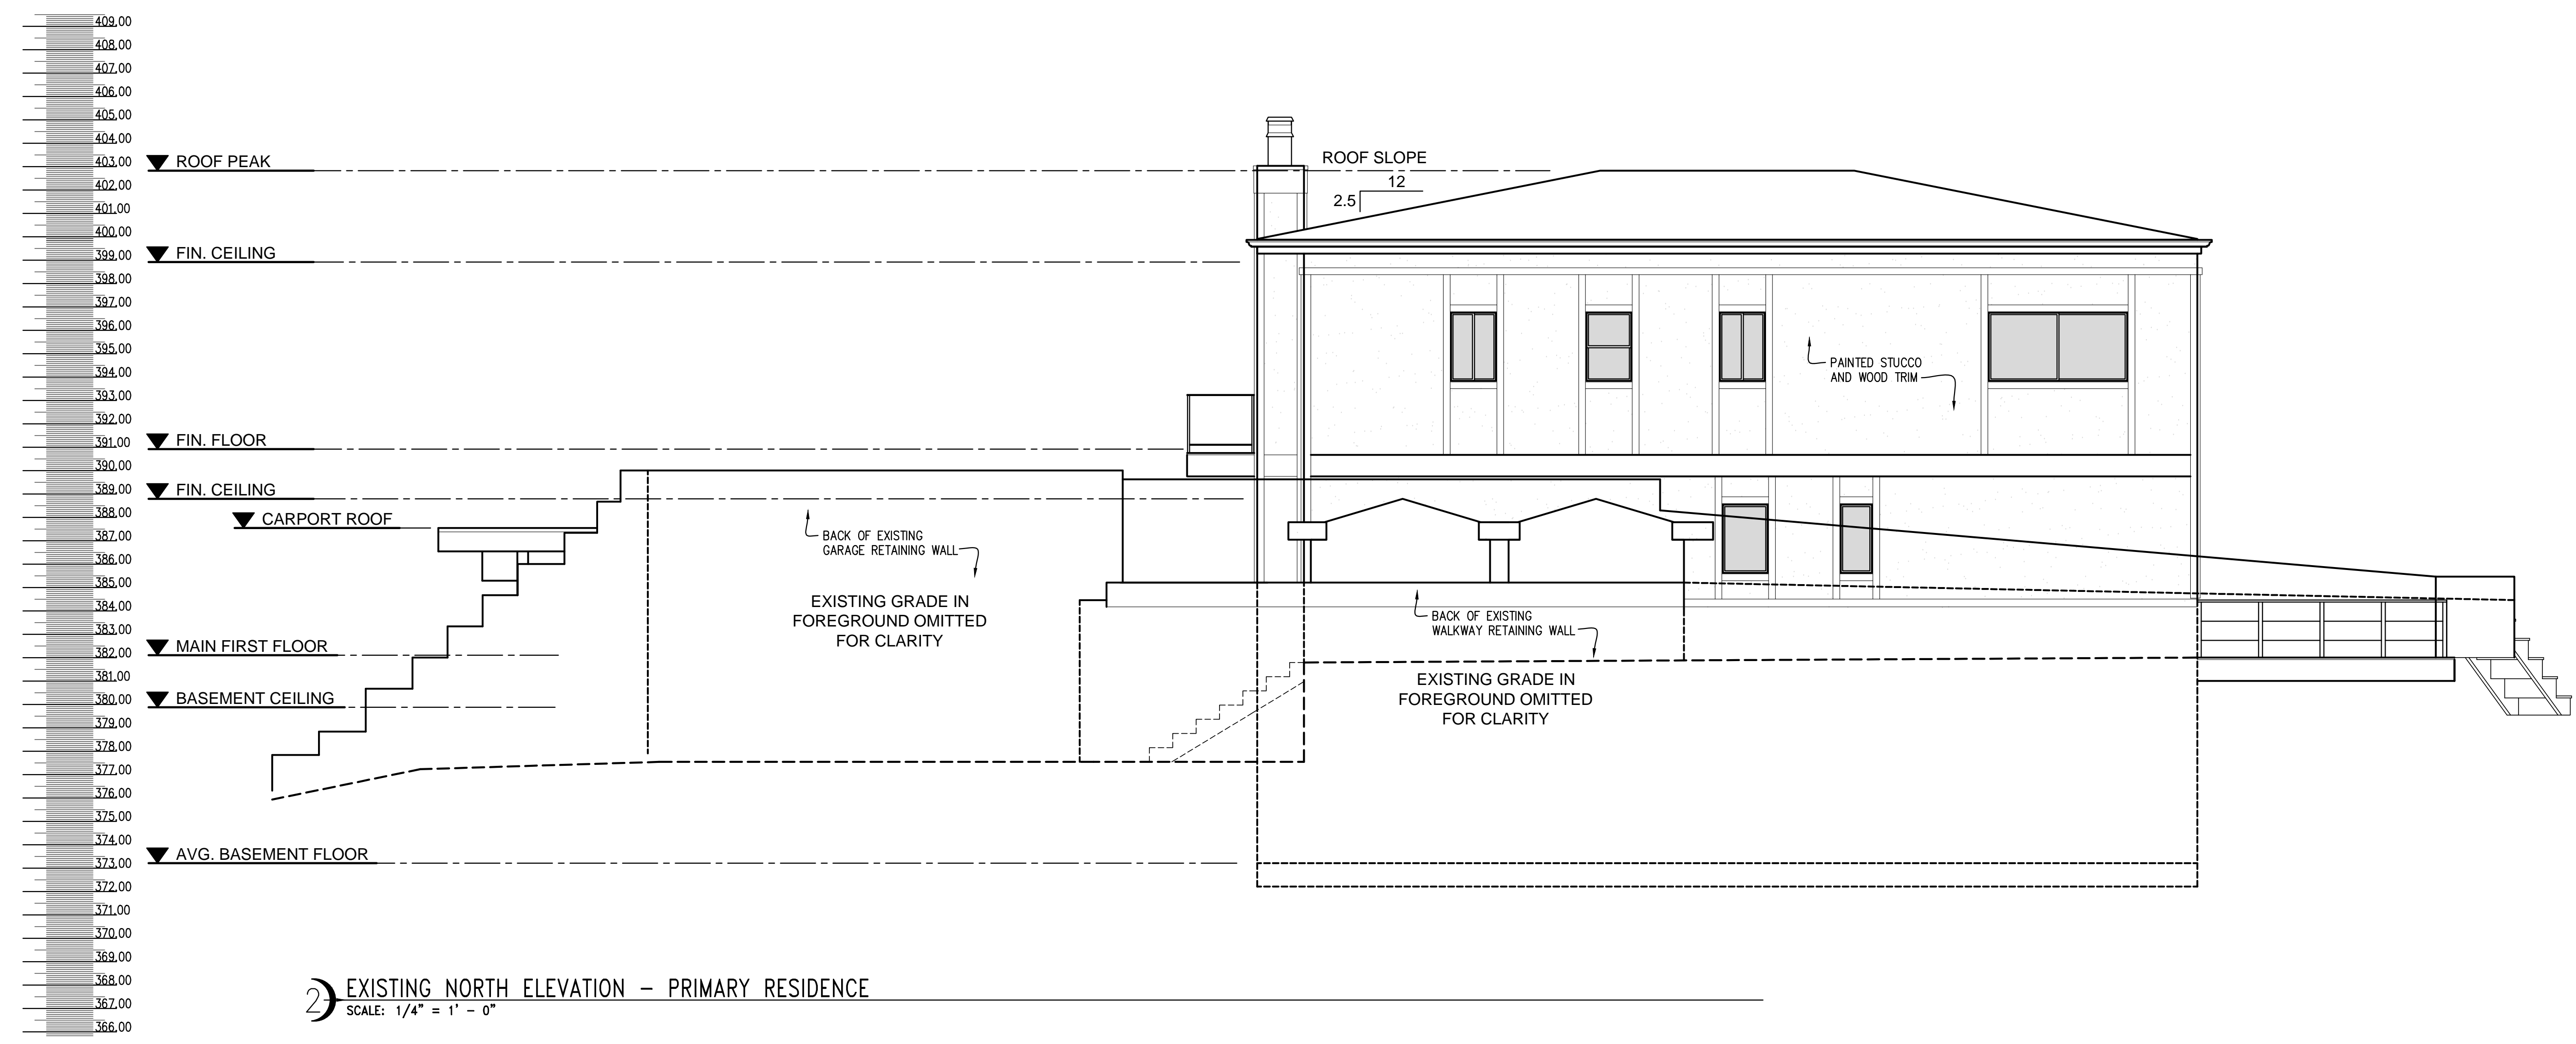 409.00
408.00
407.00
406.00
405.00
404.00
403.00
402.00
401.00
400.00
399.00
398.00
397.00
396.00
395.00
394.00
393.00
392.00
391.00
390.00
389.00
388.00
387.00
386.00
385.00
384.00
383.00
382.00
381.00
380.00
379.00
378.00
377.00
376.00
375.00
374.00
373.00
372.00
371.00
370.00
369.00
368.00
367.00
366.00
ROOF PEAK
FIN. CEILING
FIN. FLOOR
FIN. CEILING
CARPORT ROOF
MAIN FIRST FLOOR
BASEMENT CEILING
AVG. BASEMENT FLOOR
ROOF SLOPE
12
2.5
PAINTED STUCCO
AND WOOD TRIM
BACK OF EXISTING
GARAGE RETAINING WALL
EXISTING GRADE IN
FOREGROUND OMITTED
FOR CLARITY
BACK OF EXISTING
WALKWAY RETAINING WALL
EXISTING GRADE IN
FOREGROUND OMITTED
FOR CLARITY
2
EXISTING NORTH ELEVATION – PRIMARY RESIDENCE
SCALE: 1/4" = 1' - 0"